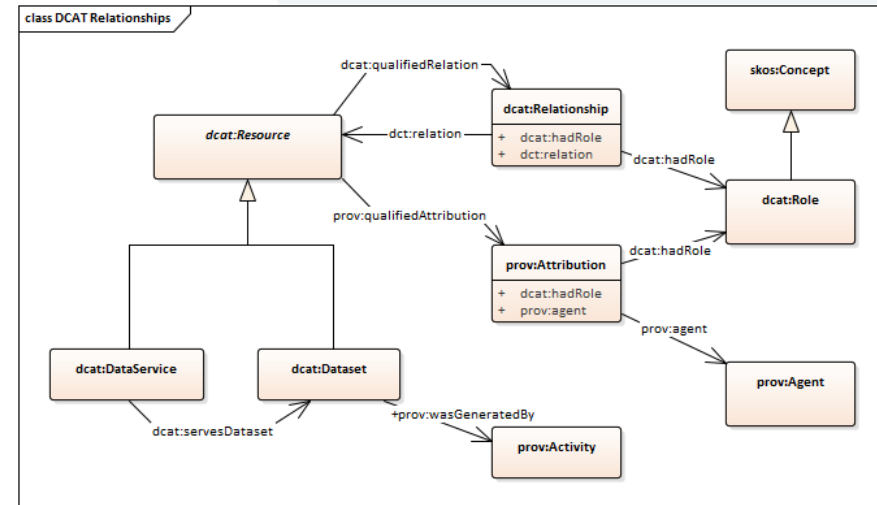 class DCAT Relationships
dcat:qualifiedRelation
skos:Concept
dcat:Relationship
dcat:Resource
dct:relation
+ dcat:hadRole
+ dct:relation
dcat:hadRole
dcat:Role
prov:qualifiedAttribution
dcat:hadRole
prov:Attribution
+ dcat:hadRole
+ prov:agent
prov:agent
dcat:DataService
dcat:Dataset
prov:Agent
+prov:wasGeneratedBy
dcat:servesDataset
prov:Activity